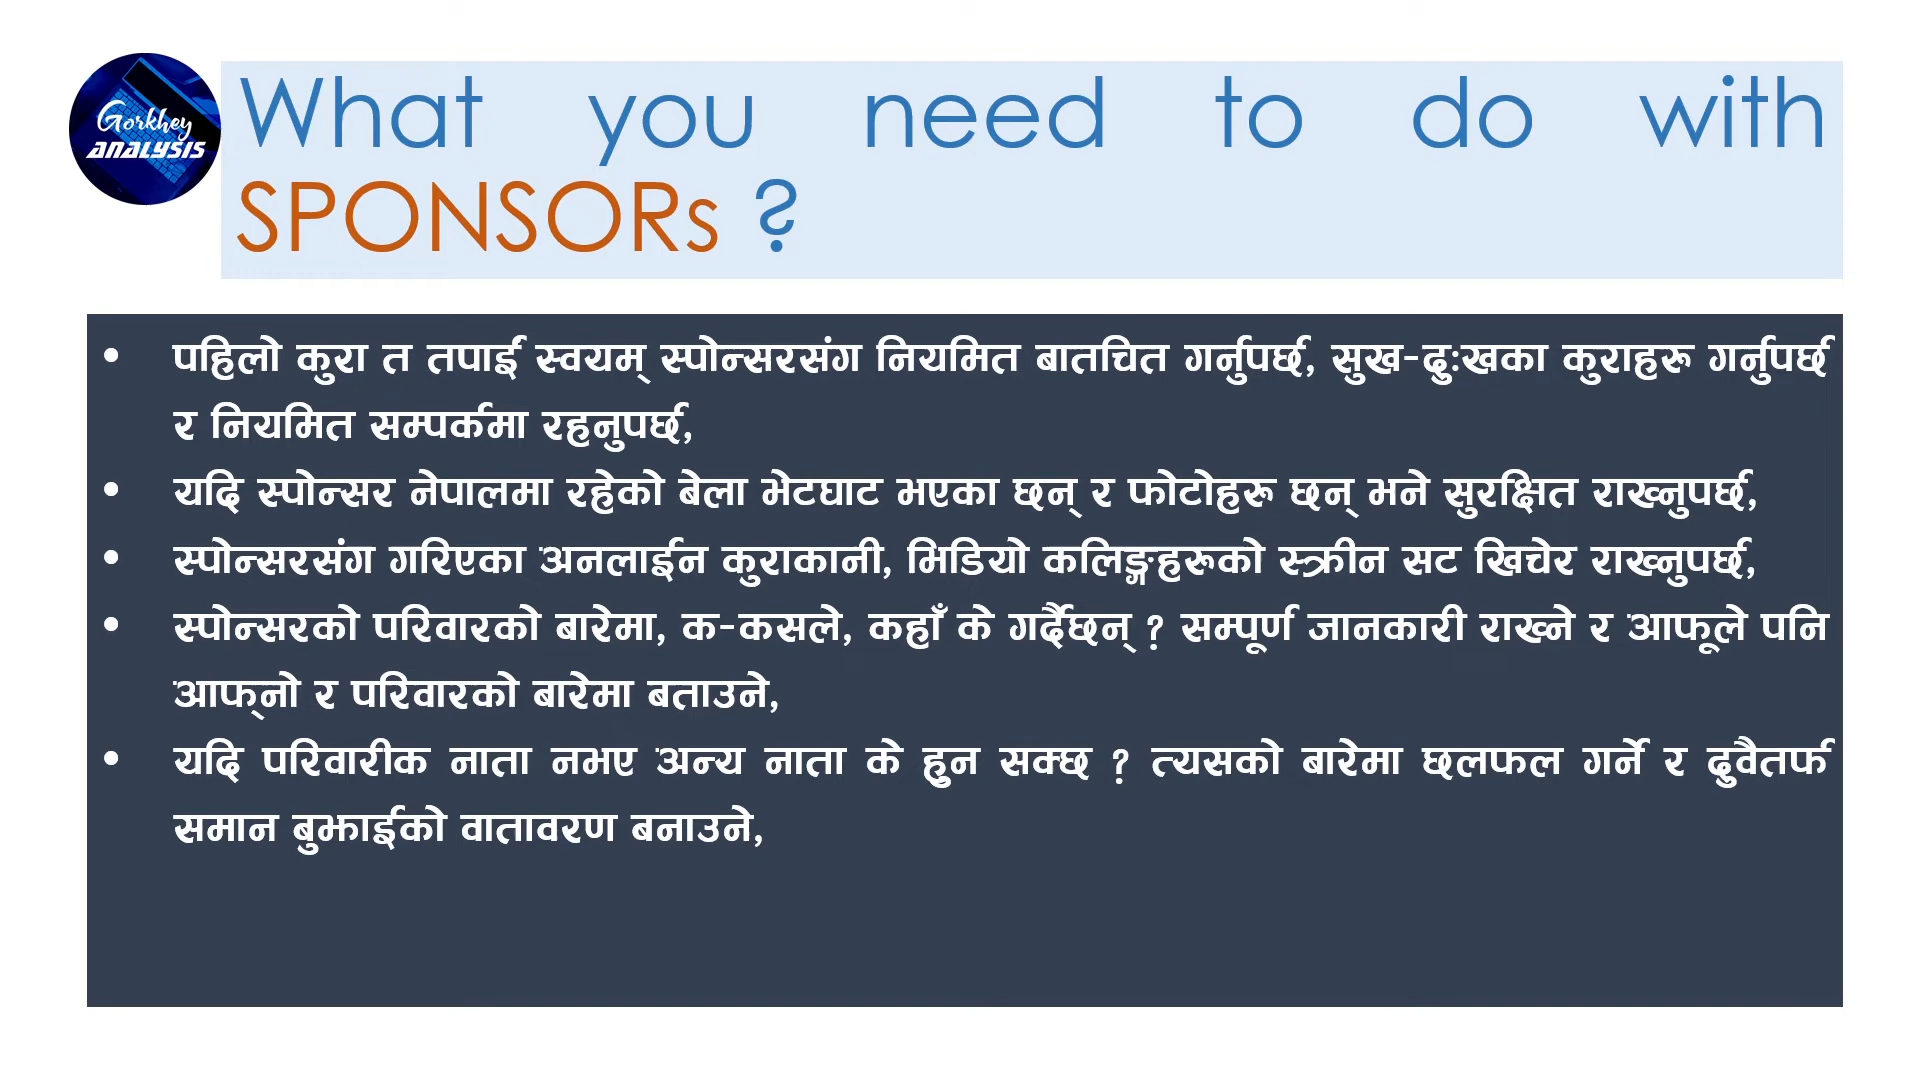 Gorkhey
ANALYSIS
What you need to do with
SPONSORs ?
• पहिलो कुरा त तपाईं स्वयम् स्पोन्सरसंग नियमित बातचित गर्नुपर्छ, सुख-दुःखका कुराहरू गर्नुपर्छ
र नियमित सम्पर्कमा रहनुपर्छ,
• यदि स्पोन्सर नेपालमा रहेको बेला भेटघाट भएका छन् र फोटोहरू छन् भने सुरक्षित राख्नुपर्छ,
• स्पोन्सरसंग गरिएका अनलाईन कुराकानी, भिडियो कलिङ्गहरूको स्क्रीन सट खिचेर राख्नुपर्छ,
• स्पोन्सरको परिवारको बारेमा, क-कसले, कहाँ के गर्दैछन् ? सम्पूर्ण जानकारी राख्ने र आफूले पनि
आफ्नो र परिवारको बारेमा बताउने,
• यदि परिवारीक नाता नभए अन्य नाता के हुन सक्छ ? त्यसको बारेमा छलफल गर्ने र दुवैतर्फ
समान बुझाईको वातावरण बनाउने,